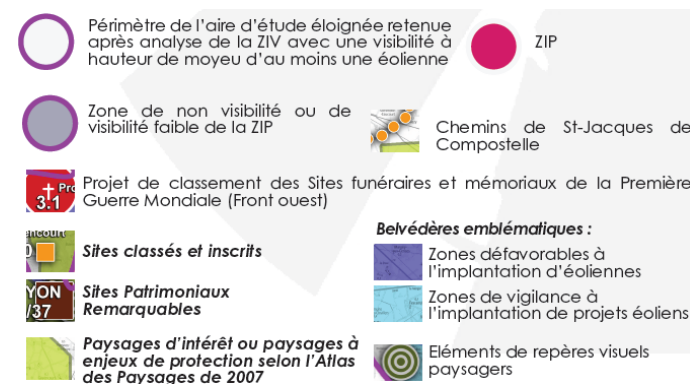 Périmètre de l'aire d'étude éloignée retenue
après analyse de la ZIV avec une visibilité à
hauteur de moyeu d'au moins une éolienne
ZIP
Zone de non visibilité ou de
visibilité faible de la ZIP
Chemins de St-Jacques de
Compostelle
Pro
3.1
Projet de classement des Sites funéraires et mémoriaux de la Première
Guerre Mondiale (Front ouest)
encourt
0
Sites classés et inscrits
YON
/37
Sites Patrimoniaux
Remarquables
Paysages d'intérêt ou paysages à
enjeux de protection selon l'Atlas
des Paysages de 2007
Belvédères emblématiques :
Zones défavorables à
l'implantation d'éoliennes
Zones de vigilance à
l'implantation de projets éoliens
Eléments de repères visuels
paysagers